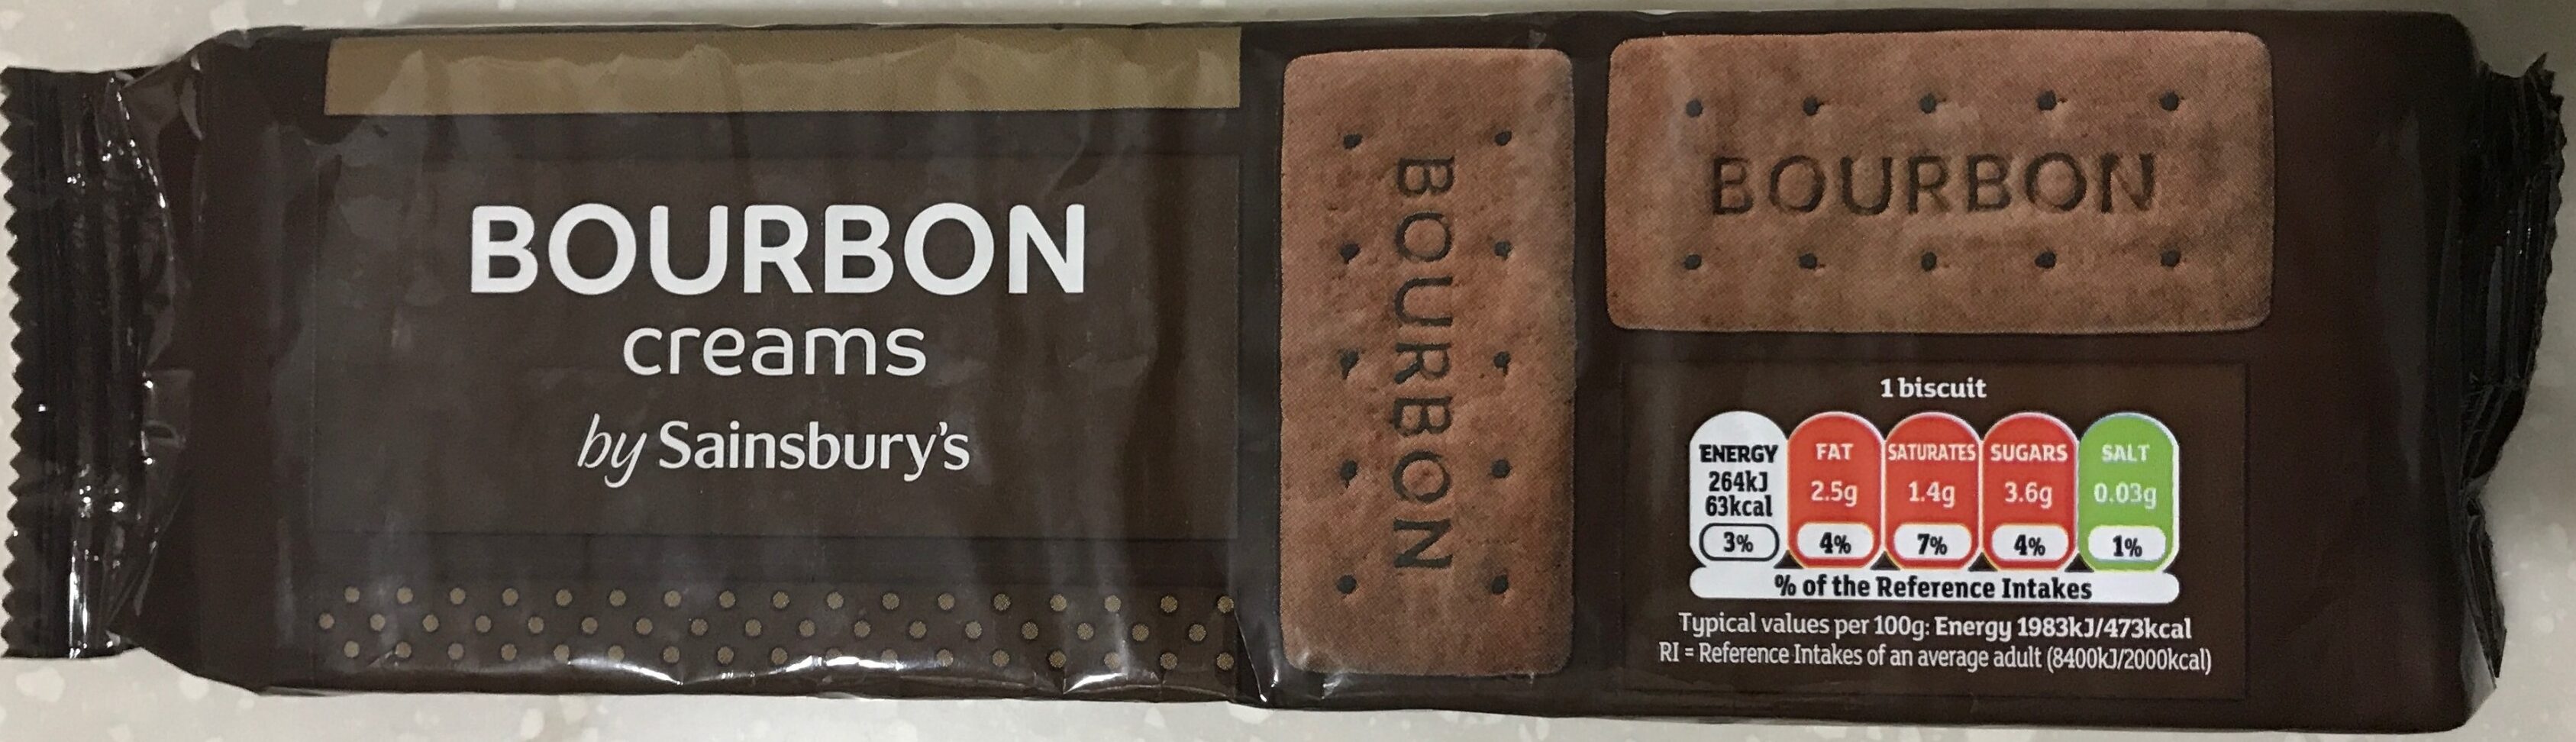 BOURBON
creams
by Sainsbury's
BOURBON
BOURBON
1 biscuit
ENERGY
264kJ
63kcal
3%
FAT
2.5g
4%
SATURATES
1.4g
7%
SUGARS
3.6g
4%
SALT
0.03g
1%
% of the Reference Intakes
Typical values per 100g: Energy 1983kJ/473kcal
RI = Reference Intakes of an average adult (8400kJ/2000kcal)